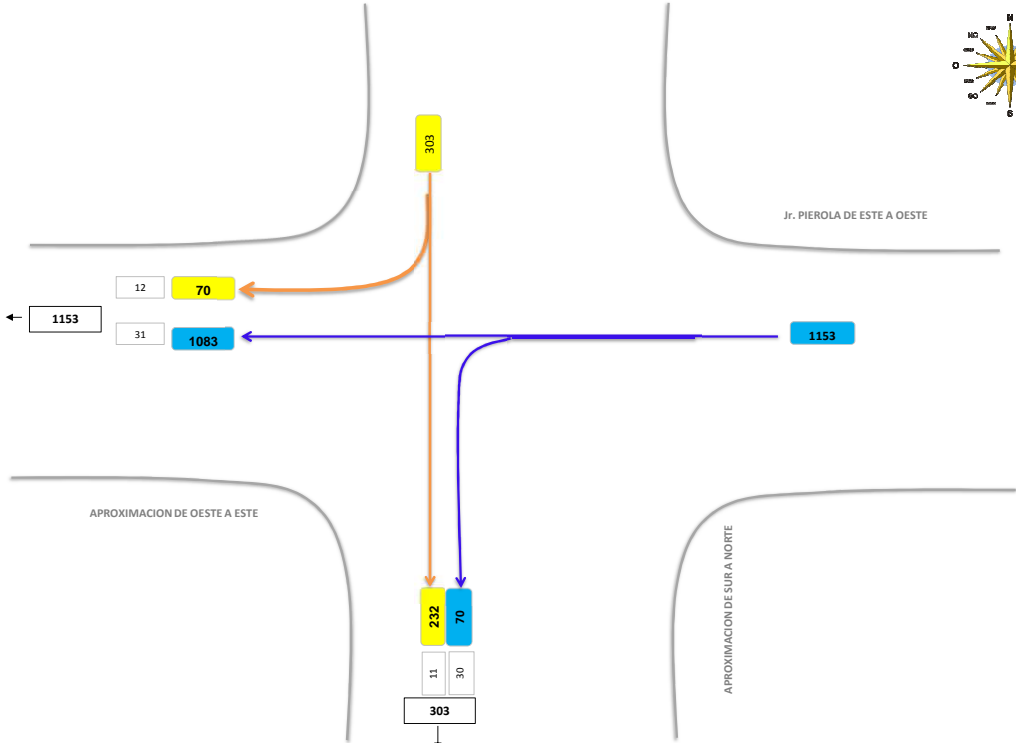 N
NO
O
SO
S
303
Jr. PIEROLA DE ESTE A OESTE
12
70
1153
31
1083
1153
APROXIMACION DE OESTE A ESTE
APROXIMACION DE SUR A NORTE
232
70
11
30
303